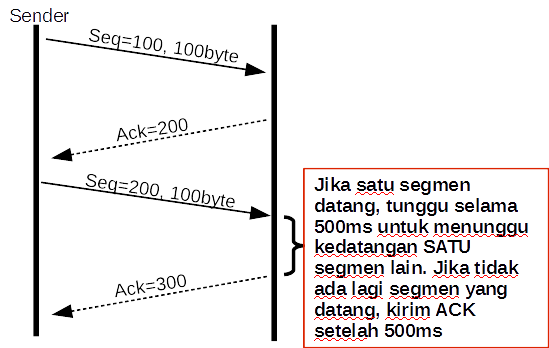 Sender
Seq=100, 100byte
Ack=200
Seq=200, 100byte
Ack=300
Jika satu segmen
datang, tunggu selama
500ms untuk menunggu
kedatangan SATU
segmen lain. Jika tidak
ada lagi segmen yang
datang, kirim ACK
setelah 500ms